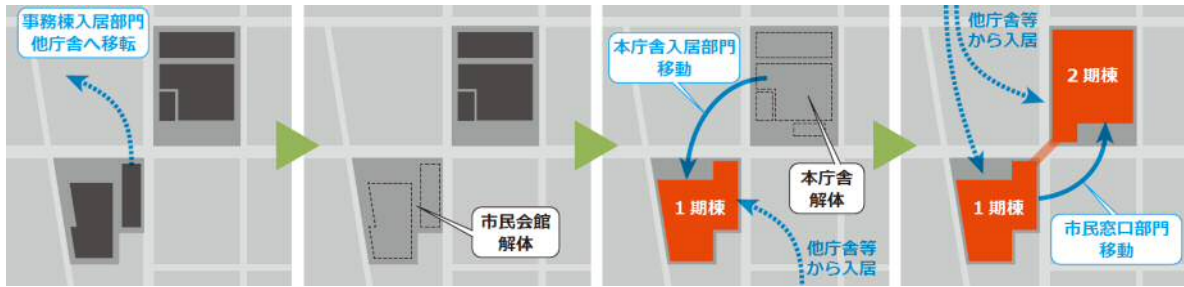 事務棟入居部門
他庁舎へ移転
市民会館
解体
本庁舎入居部門
移動
本庁舎
解体
1期棟
他庁舎等
から入居
他庁舎等
から入居
2期棟
1期棟
市民窓口部門
移動